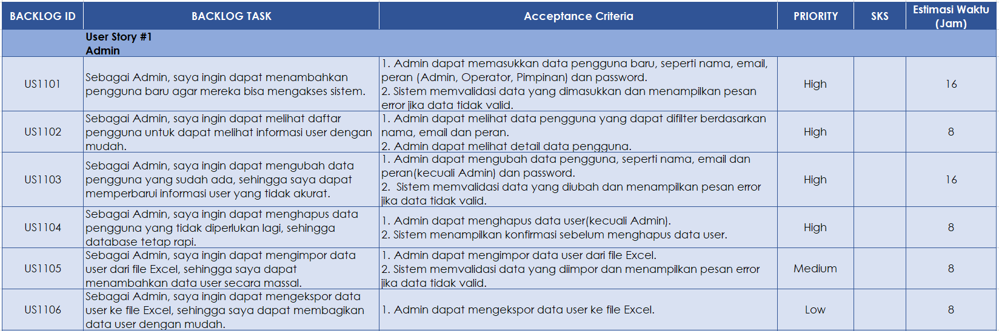 BACKLOG ID BACKLOG TASK Acceptance Criteria PRIORITY SKS Estimasi Waktu (Jam)
User Story #1
Admin
US1101
Sebagai Admin, saya ingin dapat menambahkan
pengguna baru agar mereka bisa mengakses sistem.
1. Admin dapat memasukkan data pengguna baru, seperti nama, email,
peran (Admin, Operator, Pimpinan) dan password.
2. Sistem memvalidasi data yang dimasukkan dan menampilkan pesan
error jika data tidak valid.
High
16
US1102
Sebagai Admin, saya ingin dapat melihat daftar
pengguna untuk dapat melihat informasi user dengan
mudah.
1. Admin dapat melihat data pengguna yang dapat difilter berdasarkan
nama, email dan peran.
2. Admin dapat melihat detail data pengguna.
High
8
US1103
Sebagai Admin, saya ingin dapat mengubah data
pengguna yang sudah ada, sehingga saya dapat
memperbarui informasi user yang tidak akurat.
1. Admin dapat mengubah data pengguna, seperti nama, email dan
peran(kecuali Admin) dan password.
2.  Sistem memvalidasi data yang diubah dan menampilkan pesan error
jika data tidak valid.
High
16
US1104
Sebagai Admin, saya ingin dapat menghapus data
pengguna yang tidak diperlukan lagi, sehingga
database tetap rapi.
1. Admin dapat menghapus data user(kecuali Admin).
2. Sistem menampilkan konfirmasi sebelum menghapus data user.
High
8
US1105
Sebagai Admin, saya ingin dapat mengimpor data
user dari file Excel, sehingga saya dapat
menambahkan data user secara massal.
1. Admin dapat mengimpor data user dari file Excel.
2. Sistem memvalidasi data yang diimpor dan menampilkan pesan error
jika data tidak valid.
Medium
8
US1106
Sebagai Admin, saya ingin dapat mengekspor data
user ke file Excel, sehingga saya dapat membagikan
data user dengan mudah.
1. Admin dapat mengekspor data user ke file Excel.
Low
8